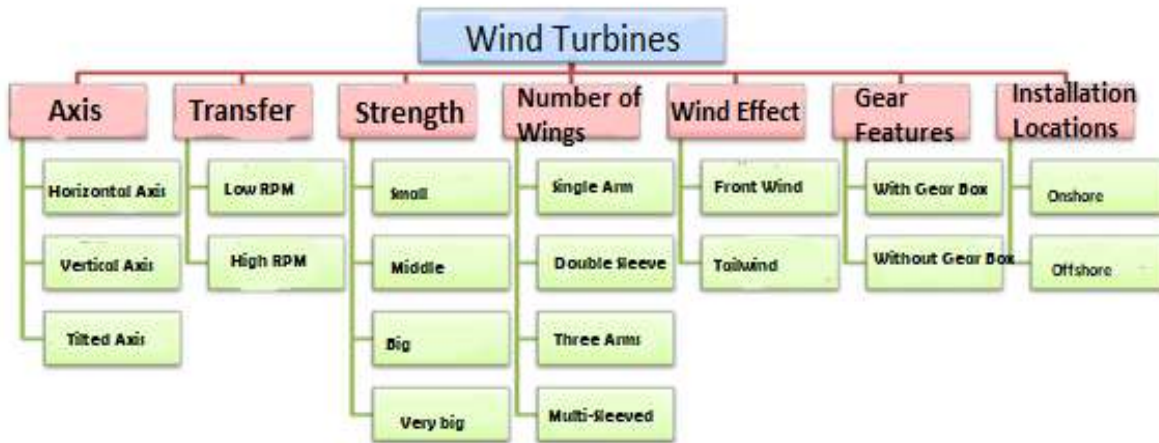 Wind Turbines
Axis
Horizontal Axis
Vertical Axis
Tilted Axis
Transfer
Low RPM
High RPM
Strength
Small
Middle
Big
Very big
Number of
Wings
Single Arm
Double Sleeve
Three Arms
Multi-Sleeved
Wind Effect
Front Wind
Tailwind
Gear
Features
With Gear Box
Without Gear Box
Installation
Locations
Onshore
Offshore